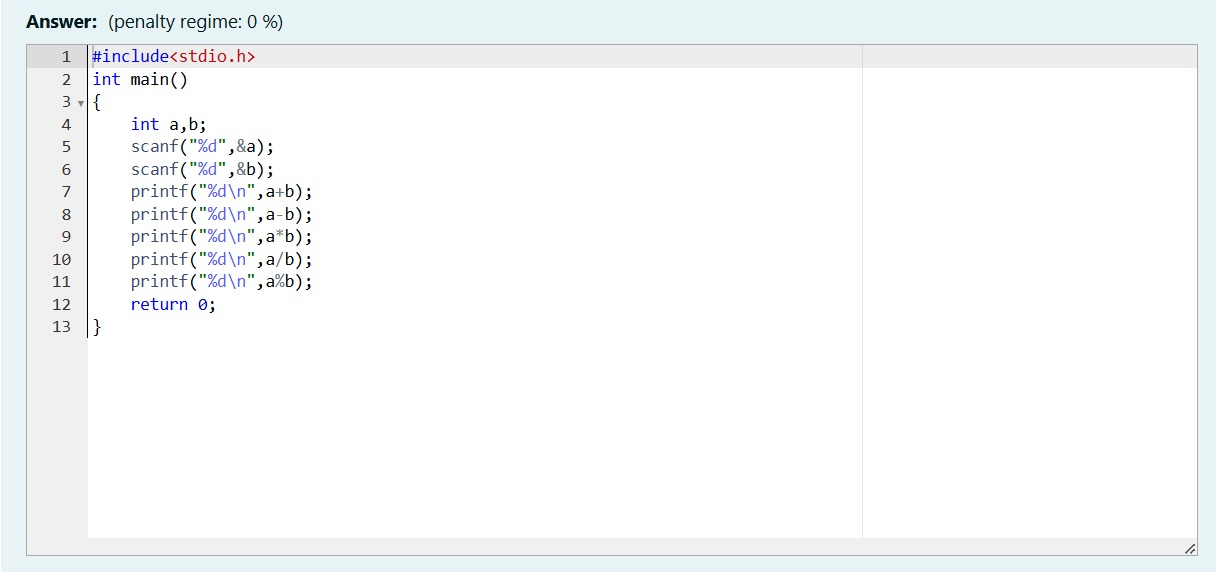 Answer: (penalty regime: 0 %)
1 #include<stdio.h>
2 int main()
3 {
4     int a,b;
5     scanf("%d",&a);
6     scanf("%d",&b);
7     printf("%d\n",a+b);
8     printf("%d\n",a-b);
9     printf("%d\n",a*b);
10     printf("%d\n",a/b);
11     printf("%d\n",a%b);
12     return 0;
13 }